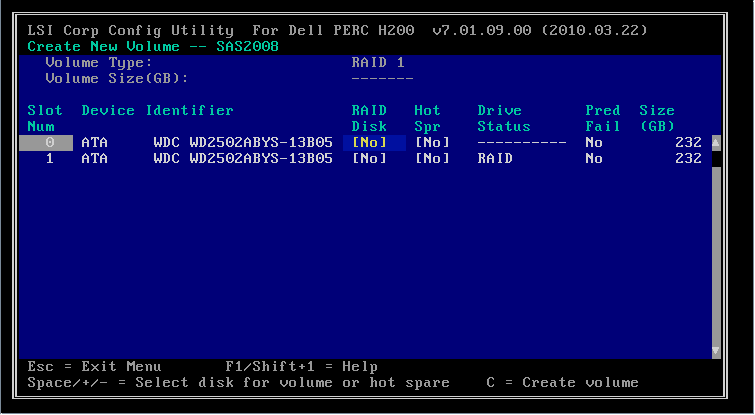 LSI Corp Config Utility  For Dell PERC H200  v7.01.09.00 (2010.03.22)
Create New Volume -- SAS2008
Volume Type: RAID 1
Volume Size(GB): -------
Slot Device Identifier RAID Hot Drive Pred Size
Num Disk Spr Status Fail (GB)
0 ATA WDC WD2502ABYS-13B05 [No] [No] ---------- No 232
1 ATA WDC WD2502ABYS-13B05 [No] [No] RAID No 232
Esc = Exit Menu F1/Shift+1 = Help
Space/+/- = Select disk for volume or hot spare C = Create volume